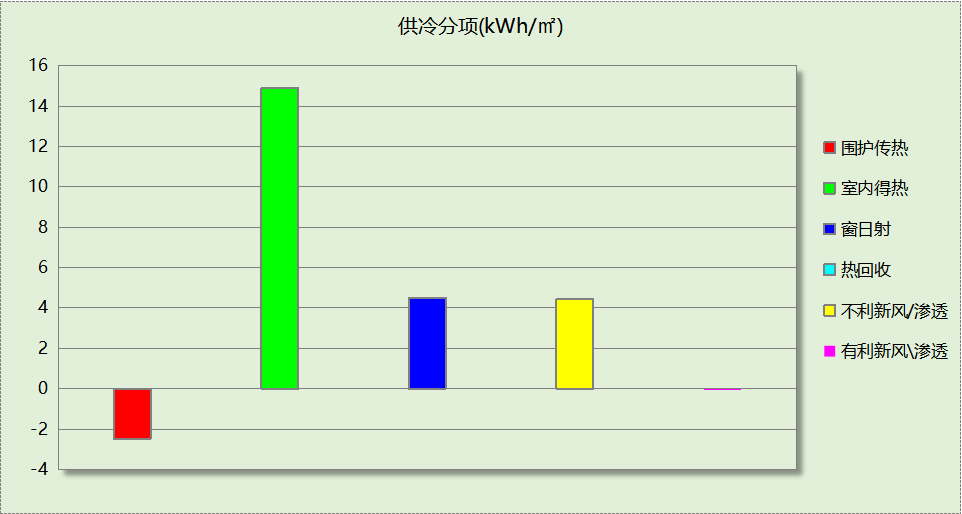 供冷分项(kWh/㎡)
16
14
12
10
8
6
4
2
0
-2
-4
围护传热
室内得热
窗日射
热回收
不利新风/渗透
有利新风\渗透